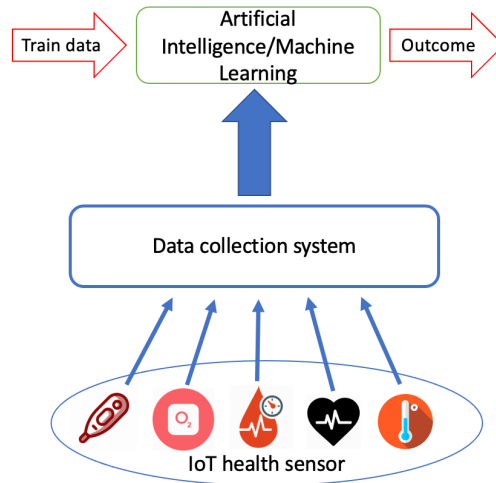 Train data
Artificial
Intelligence/Machine
Learning
Outcome
Data collection system
O₂
IoT health sensor